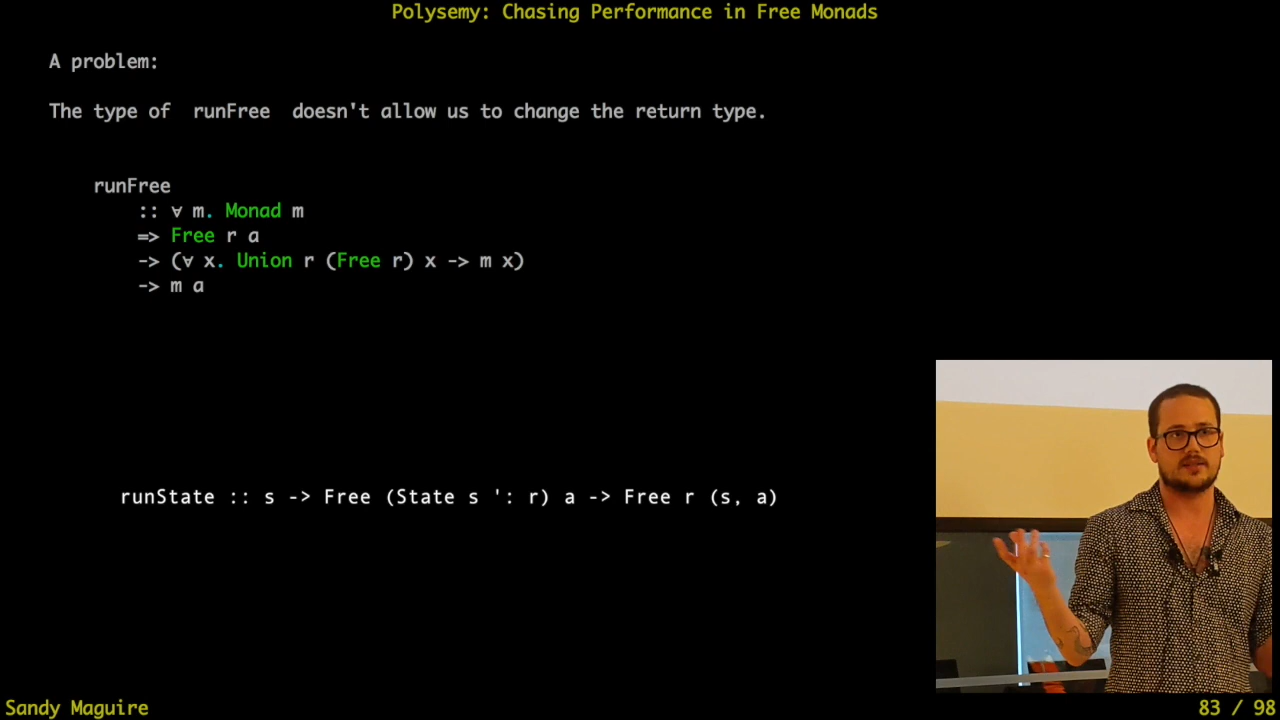 Polysemy: Chasing Performance in Free Monads
A problem:
The type of runFree doesn't allow us to change the return type.
runFree
:: ∀ m. Monad m
=> Free r a
-> (∀ x. Union r (Free r) x -> m x)
-> m a
runState :: s -> Free (State s ': r) a -> Free r (s, a)
Sandy Maguire
83 / 98